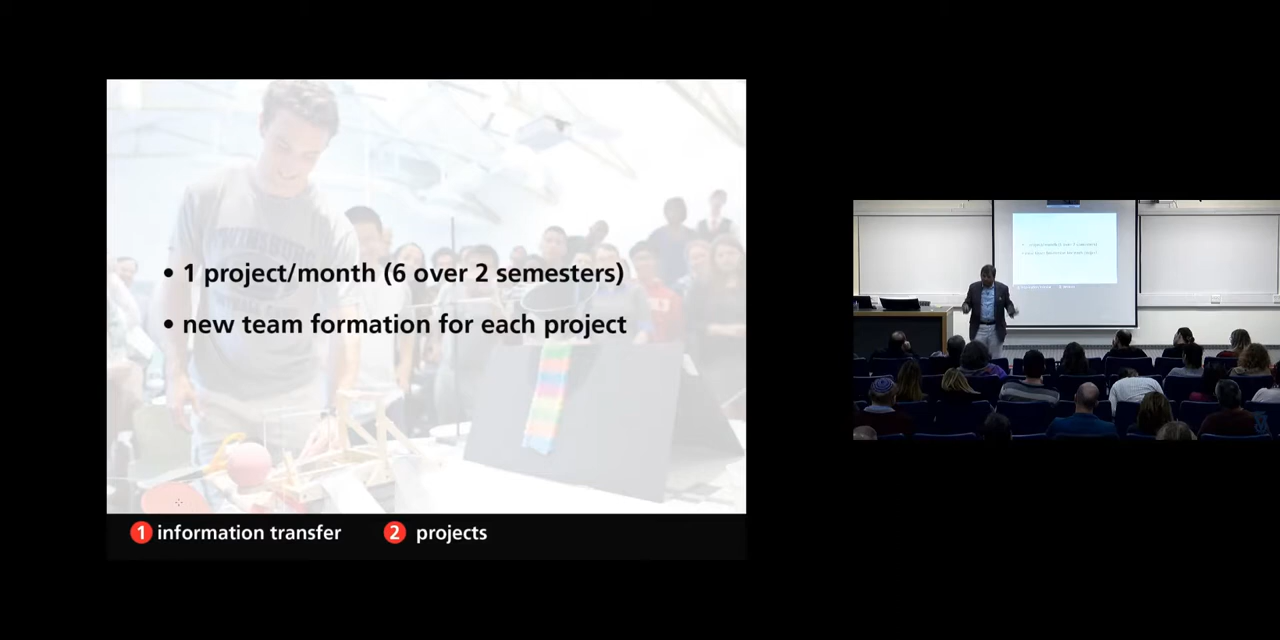 • 1 project/month (6 over 2 semesters)
• new team formation for each project
1 information transfer 2 projects